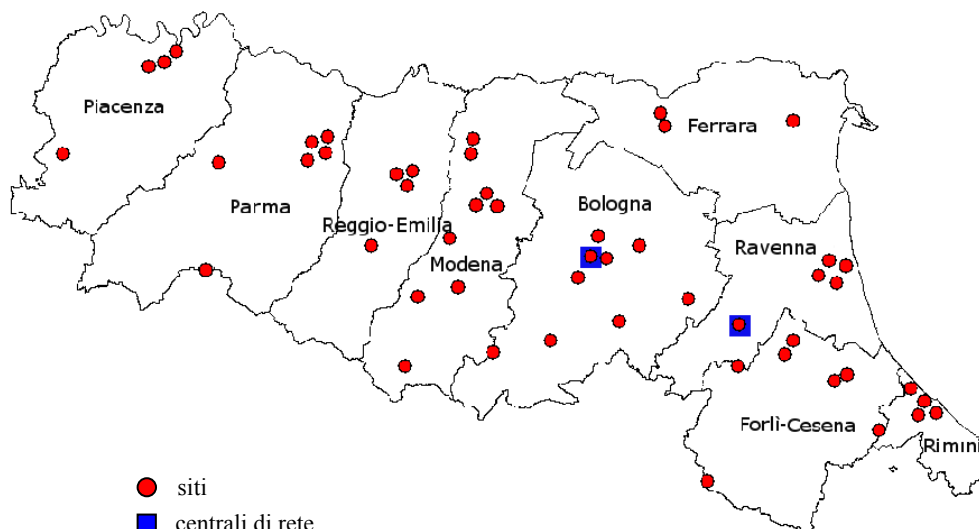 Piacenza
Ferrara
Parma
Bologna
Reggio-Emilia
Ravenna
Modena
Forlì-Cesena
Rimini
siti
centrali di rete